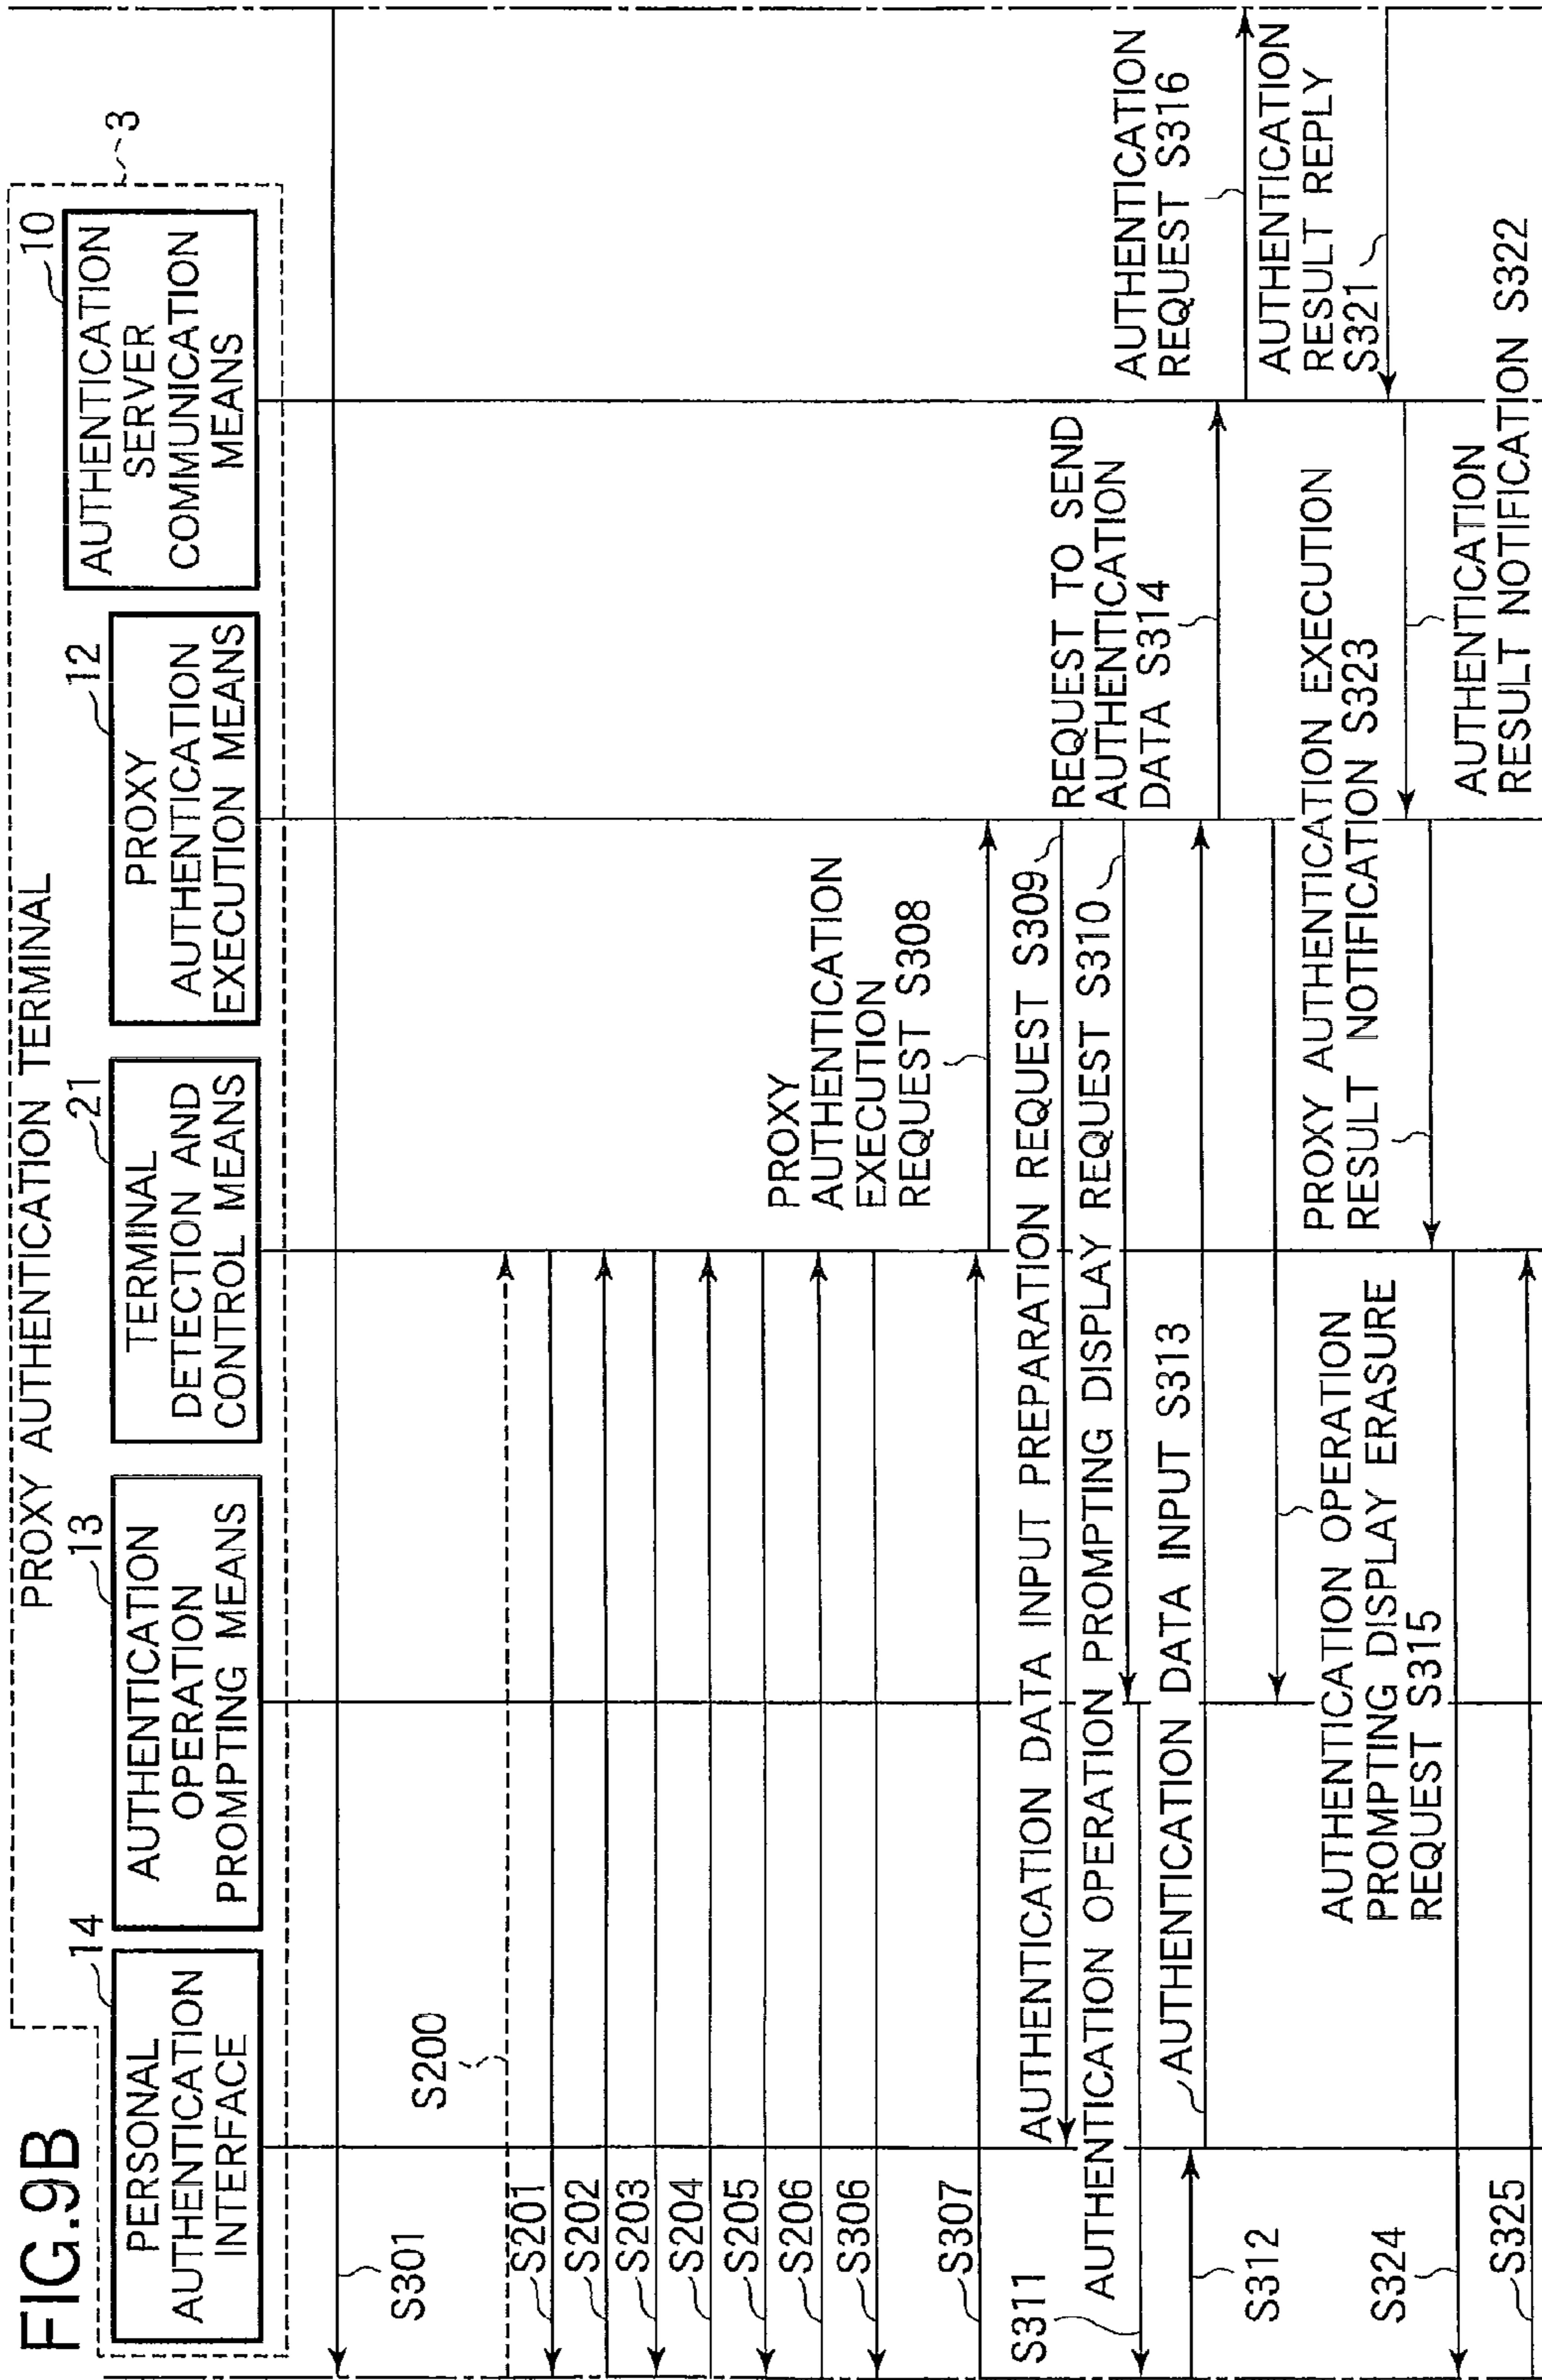 FIG.9B
PROXY AUTHENTICATION TERMINAL
3
14
PERSONAL
AUTHENTICATION
INTERFACE
13
AUTHENTICATION
OPERATION
PROMPTING MEANS
21
TERMINAL
DETECTION AND
CONTROL MEANS
12
PROXY
AUTHENTICATION
EXECUTION MEANS
10
AUTHENTICATION
SERVER
COMMUNICATION
MEANS
S301
S200
S201
S202
S203
S204
S205
S206
S306
S307
PROXY
AUTHENTICATION
EXECUTION
REQUEST S308
AUTHENTICATION DATA INPUT PREPARATION REQUEST S309
AUTHENTICATION OPERATION PROMPTING DISPLAY REQUEST S310
S311
S312
AUTHENTICATION DATA INPUT S313
REQUEST TO SEND
AUTHENTICATION
DATA S314
AUTHENTICATION OPERATION
PROMPTING DISPLAY ERASURE
REQUEST S315
AUTHENTICATION
REQUEST S316
AUTHENTICATION
RESULT REPLY
S321
AUTHENTICATION
RESULT NOTIFICATION S322
PROXY AUTHENTICATION EXECUTION
RESULT NOTIFICATION S323
S324
S325